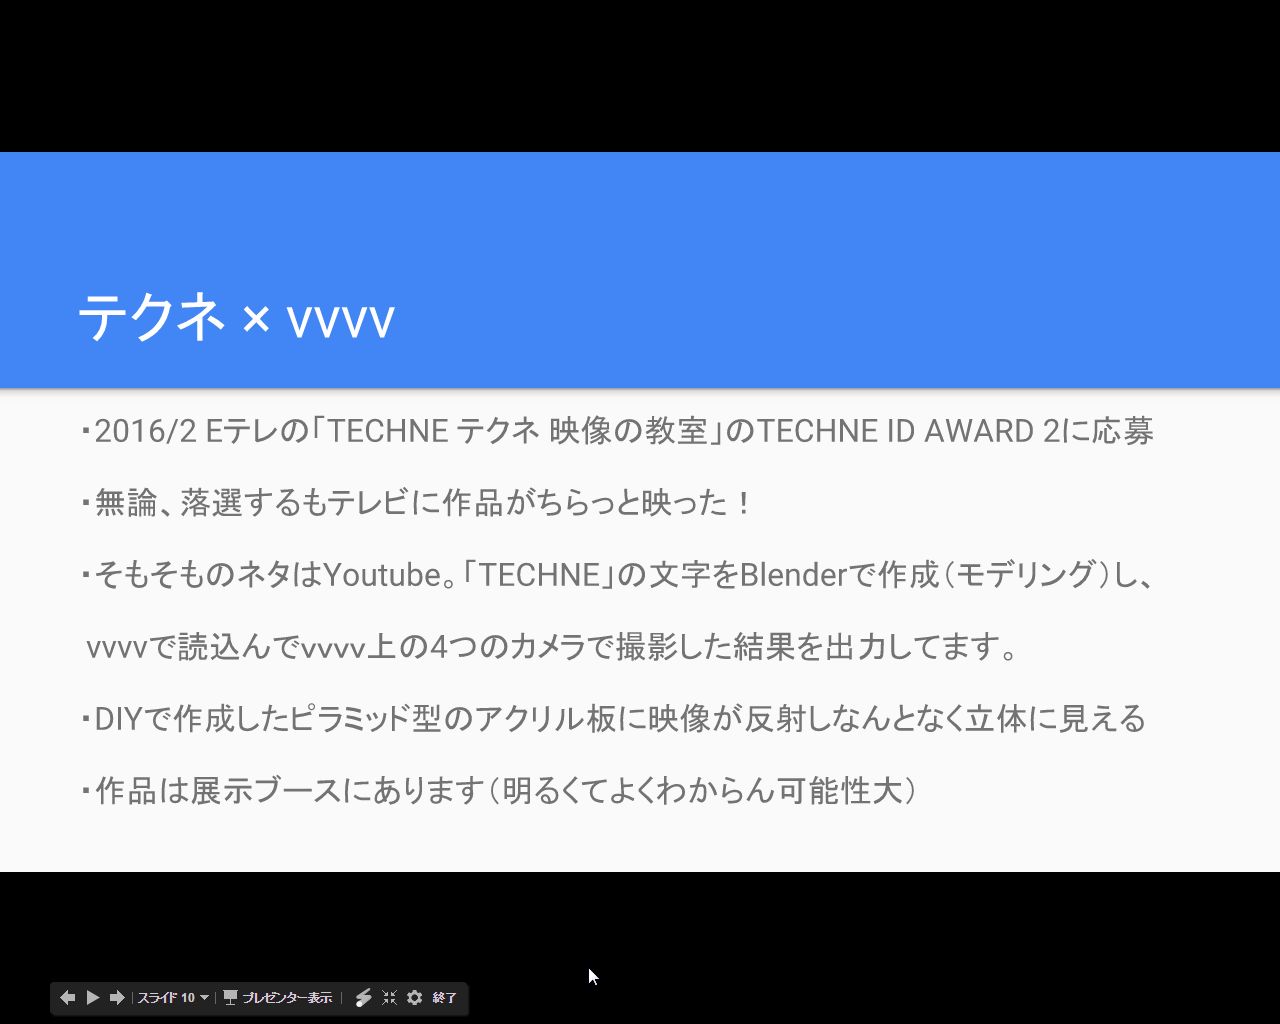 テクネ × vvvv
・2016/2 Eテレの「TECHNE テクネ 映像の教室」のTECHNE ID AWARD 2に応募
・無論、落選するもテレビに作品がちらっと映った！
・そもそものネタはYoutube。「TECHNE」の文字をBlenderで作成（モデリング）し、
vvvvで読込んでvvvv上の4つのカメラで撮影した結果を出力してます。
・DIYで作成したピラミッド型のアクリル板に映像が反射しなんとなく立体に見える
・作品は展示ブースにあります（明るくてよくわからん可能性大）
スライド 10 プレゼンター表示 終了